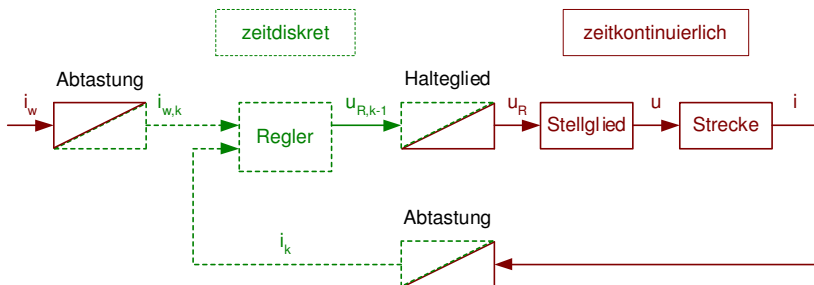 zeitdiskret
zeitkontinuierlich
Abtastung
Halteglied
i_w
i_w,k
u_R,k-1
u_R
u
i
Regler
Stellglied
Strecke
Abtastung
i_k